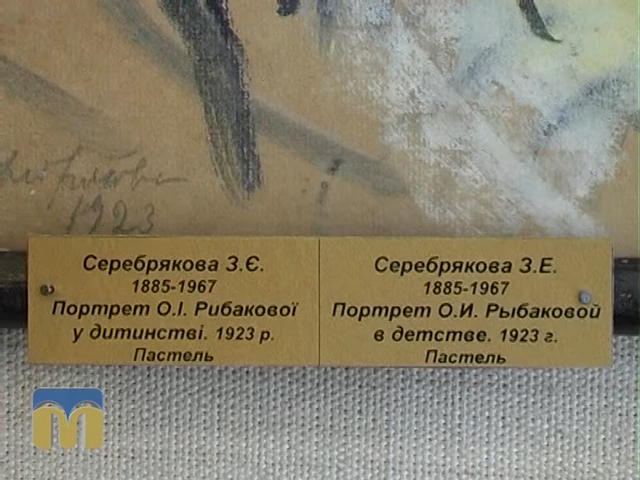 1923
Серебрякова З.Є.
1885-1967
Портрет О.І. Рибакової
у дитинстві. 1923 р.
Пастель
Серебрякова З.Е.
1885-1967
Портрет О.И. Рыбаковой
в детстве. 1923 г.
Пастель
M